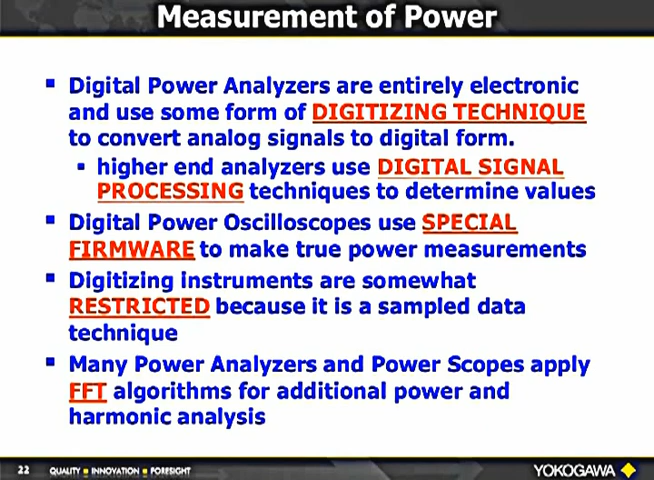 Measurement of Power
▪ Digital Power Analyzers are entirely electronic
and use some form of DIGITIZING TECHNIQUE
to convert analog signals to digital form.
▪ higher end analyzers use DIGITAL SIGNAL
PROCESSING techniques to determine values
▪ Digital Power Oscilloscopes use SPECIAL
FIRMWARE to make true power measurements
▪ Digitizing instruments are somewhat
RESTRICTED because it is a sampled data
technique
▪ Many Power Analyzers and Power Scopes apply
FFT algorithms for additional power and
harmonic analysis
22 QUALITY ▪ INNOVATION ▪ FORESIGHT YOKOGAWA